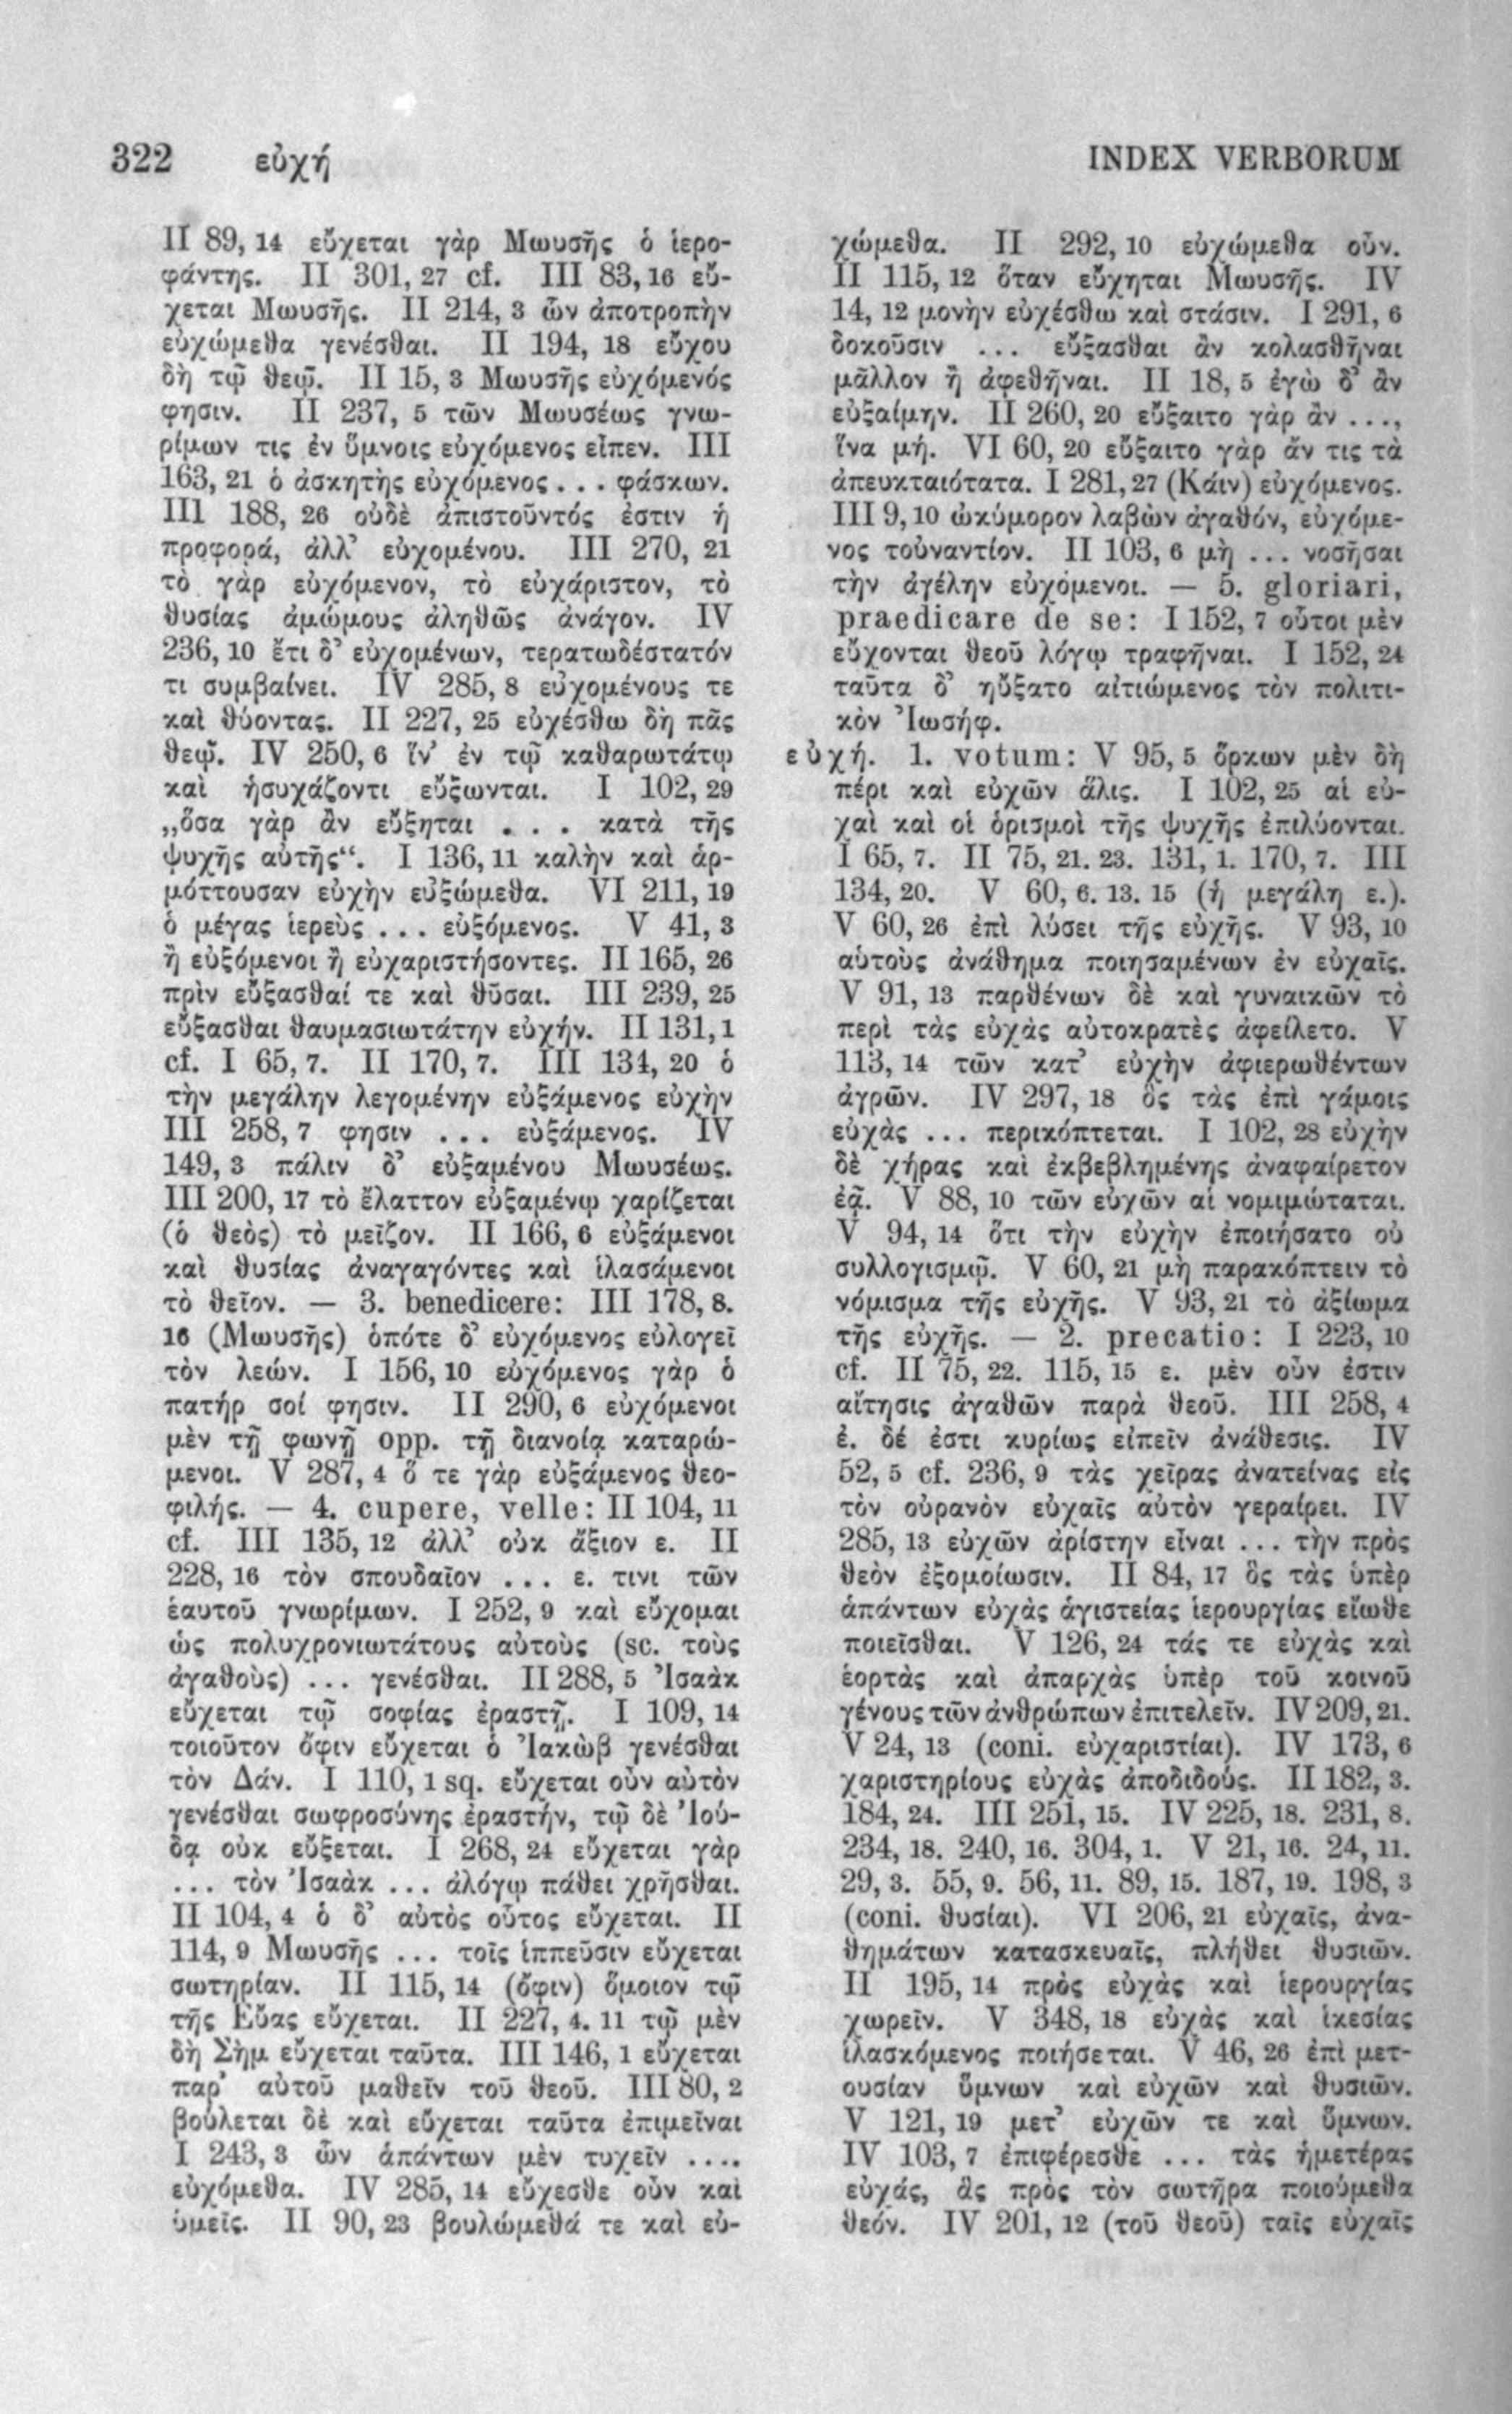 322 εὐχή INDEX VERBORUM
II 89, 14 εὔχεται γὰρ Μωυσῆς ὁ ἱερο-
φάντης. II 301, 27 cf. III 83, 16 εὔ-
χεται Μωυσῆς. II 214, 3 ὧν ἀποτροπὴν
εὐχώμεθα γενέσθαι. II 194, 18 εὔχου
δὴ τῷ θεῷ. II 15, 3 Μωυσῆς εὐχόμενός
φησιν. II 237, 5 τῶν Μωυσέως γνω-
ρίμων τις ἐν ὕμνοις εὐχόμενος εἶπεν. III
163, 21 ὁ ἀσκητὴς εὐχόμενος . . . φάσκων.
III 188, 26 οὐδὲ ἀπιστοῦντός ἐστιν ἡ
προφορά, ἀλλ᾽ εὐχομένου. III 270, 21
τὸ γὰρ εὐχόμενον, τὸ εὐχάριστον, τὸ
θυσίας ἀμώμους ἀληθῶς ἀνάγον. IV
236, 10 ἔτι δ᾽ εὐχομένων, τερατωδέστατόν
τι συμβαίνει. IV 285, 8 εὐχομένους τε
καὶ θύοντας. II 227, 25 εὐχέσθω δὴ πᾶς
θεῷ. IV 250, 6 ἵν᾽ ἐν τῷ καθαρωτάτῳ
καὶ ἡσυχάζοντι εὔξωνται. I 102, 29
„ὅσα γὰρ ἂν εὔξηται . . . κατὰ τῆς
ψυχῆς αὐτῆς“. I 136, 11 καλὴν καὶ ἁρ-
μόττουσαν εὐχὴν εὐξώμεθα. VI 211, 19
ὁ μέγας ἱερεὺς . . . εὐξόμενος. V 41, 3
ἢ εὐξόμενοι ἢ εὐχαριστήσοντες. II 165, 26
πρὶν εὔξασθαί τε καὶ θῦσαι. III 239, 25
εὔξασθαι θαυμασιωτάτην εὐχήν. II 131, 1
cf. I 65, 7. II 170, 7. III 134, 20 ὁ
τὴν μεγάλην λεγομένην εὐξάμενος εὐχὴν
III 258, 7 φησιν . . . εὐξάμενος. IV
149, 3 πάλιν δ᾽ εὐξαμένου Μωυσέως.
III 200, 17 τὸ ἔλαττον εὐξαμένῳ χαρίζεται
(ὁ θεὸς) τὸ μεῖζον. II 166, 6 εὐξάμενοι
καὶ θυσίας ἀναγαγόντες καὶ ἱλασάμενοι
τὸ θεῖον. — 3. benedicere: III 178, 8.
16 (Μωυσῆς) ὁπότε δ᾽ εὐχόμενος εὐλογεῖ
τὸν λεών. I 156, 10 εὐχόμενος γὰρ ὁ
πατήρ σοί φησιν. II 290, 6 εὐχόμενοι
μὲν τῇ φωνῇ opp. τῇ διανοίᾳ καταρώ-
μενοι. V 287, 4 ὅ τε γὰρ εὐξάμενος θεο-
φιλής. — 4. cupere, velle: II 104, 11
cf. III 135, 12 ἀλλ᾽ οὐκ ἄξιον ε. II
228, 16 τὸν σπουδαῖον . . . ε. τινι τῶν
ἑαυτοῦ γνωρίμων. I 252, 9 καὶ εὔχομαι
ὡς πολυχρονιωτάτους αὐτοὺς (sc. τοὺς
ἀγαθοὺς) . . . γενέσθαι. II 288, 5 Ἰσαὰκ
εὔχεται τῷ σοφίας ἐραστῇ. I 109, 14
τοιοῦτον ὄφιν εὔχεται ὁ Ἰακὼβ γενέσθαι
τὸν Δάν. I 110, 1 sq. εὔχεται οὖν αὐτὸν
γενέσθαι σωφροσύνης ἐραστήν, τῷ δὲ Ἰού-
δᾳ οὐκ εὔξεται. I 268, 24 εὔχεται γὰρ
. . . τὸν Ἰσαὰκ . . . ἀλόγῳ πάθει χρῆσθαι.
II 104, 4 ὁ δ᾽ αὐτὸς οὗτος εὔχεται. II
114, 9 Μωυσῆς . . . τοῖς ἱππεῦσιν εὔχεται
σωτηρίαν. II 115, 14 (ὄφιν) ὅμοιον τῷ
τῆς Εὔας εὔχεται. II 227, 4. 11 τῷ μὲν
δὴ Σὴμ εὔχεται ταῦτα. III 146, 1 εὔχεται
παρ᾽ αὐτοῦ μαθεῖν τοῦ θεοῦ. III 80, 2
βούλεται δὲ καὶ εὔχεται ταῦτα ἐπιμεῖναι
I 243, 3 ὧν ἁπάντων μὲν τυχεῖν . . . .
εὐχόμεθα. IV 285, 14 εὔχεσθε οὖν καὶ
ὑμεῖς. II 90, 23 βουλώμεθά τε καὶ εὐ-
χώμεθα. II 292, 10 εὐχώμεθα οὖν.
II 115, 12 ὅταν εὔχηται Μωυσῆς. IV
14, 12 μονὴν εὐχέσθω καὶ στάσιν. I 291, 6
δοκοῦσιν . . . εὔξασθαι ἂν κολασθῆναι
μᾶλλον ἢ ἀφεθῆναι. II 18, 5 ἐγὼ δ᾽ ἂν
εὐξαίμην. II 260, 20 εὔξαιτο γὰρ ἂν . . .,
ἵνα μή. VI 60, 20 εὔξαιτο γὰρ ἄν τις τὰ
ἀπευκταιότατα. I 281, 27 (Κάιν) εὐχόμενος.
III 9, 10 ὠκύμορον λαβὼν ἀγαθόν, εὐχόμε-
νος τοὐναντίον. II 103, 6 μὴ . . . νοσῆσαι
τὴν ἀγέλην εὐχόμενοι. — 5. gloriari,
praedicare de se: I 152, 7 οὗτοι μὲν
εὔχονται θεοῦ λόγῳ τραφῆναι. I 152, 24
ταῦτα δ᾽ ηὔξατο αἰτιώμενος τὸν πολιτι-
κὸν Ἰωσήφ.
εὐχή. 1. votum: V 95, 5 ὅρκων μὲν δὴ
πέρι καὶ εὐχῶν ἅλις. I 102, 25 αἱ εὐ-
χαὶ καὶ οἱ ὁρισμοὶ τῆς ψυχῆς ἐπιλύονται.
I 65, 7. II 75, 21. 23. 131, 1. 170, 7. III
134, 20. V 60, 6. 13. 15 (ἡ μεγάλη ε.).
V 60, 26 ἐπὶ λύσει τῆς εὐχῆς. V 93, 10
αὑτοὺς ἀνάθημα ποιησαμένων ἐν εὐχαῖς.
V 91, 13 παρθένων δὲ καὶ γυναικῶν τὸ
περὶ τὰς εὐχὰς αὐτοκρατὲς ἀφείλετο. V
113, 14 τῶν κατ᾽ εὐχὴν ἀφιερωθέντων
ἀγρῶν. IV 297, 18 ὃς τὰς ἐπὶ γάμοις
εὐχὰς . . . περικόπτεται. I 102, 28 εὐχὴν
δὲ χήρας καὶ ἐκβεβλημένης ἀναφαίρετον
ἐᾷ. V 88, 10 τῶν εὐχῶν αἱ νομιμώταται.
V 94, 14 ὅτι τὴν εὐχὴν ἐποιήσατο οὐ
συλλογισμῷ. V 60, 21 μὴ παρακόπτειν τὸ
νόμισμα τῆς εὐχῆς. V 93, 21 τὸ ἀξίωμα
τῆς εὐχῆς. — 2. precatio: I 223, 10
cf. II 75, 22. 115, 15 ε. μὲν οὖν ἐστιν
αἴτησις ἀγαθῶν παρὰ θεοῦ. III 258, 4
ἐ. δέ ἐστι κυρίως εἰπεῖν ἀνάθεσις. IV
52, 5 cf. 236, 9 τὰς χεῖρας ἀνατείνας εἰς
τὸν οὐρανὸν εὐχαῖς αὐτὸν γεραίρει. IV
285, 13 εὐχῶν ἀρίστην εἶναι . . . τὴν πρὸς
θεὸν ἐξομοίωσιν. II 84, 17 ὃς τὰς ὑπὲρ
ἁπάντων εὐχὰς ἁγιστείας ἱερουργίας εἴωθε
ποιεῖσθαι. V 126, 24 τάς τε εὐχὰς καὶ
ἑορτὰς καὶ ἀπαρχὰς ὑπὲρ τοῦ κοινοῦ
γένους τῶν ἀνθρώπων ἐπιτελεῖν. IV 209, 21.
V 24, 13 (coni. εὐχαριστίαι). IV 173, 6
χαριστηρίους εὐχὰς ἀποδιδούς. II 182, 3.
184, 24. III 251, 15. IV 225, 18. 231, 8.
234, 18. 240, 16. 304, 1. V 21, 16. 24, 11.
29, 3. 55, 9. 56, 11. 89, 15. 187, 19. 198, 3
(coni. θυσίαι). VI 206, 21 εὐχαῖς, ἀνα-
θημάτων κατασκευαῖς, πλήθει θυσιῶν.
II 195, 14 πρὸς εὐχὰς καὶ ἱερουργίας
χωρεῖν. V 348, 18 εὐχὰς καὶ ἱκεσίας
ἱλασκόμενος ποιήσεται. V 46, 26 ἐπὶ μετ-
ουσίαν ὕμνων καὶ εὐχῶν καὶ θυσιῶν.
V 121, 19 μετ᾽ εὐχῶν τε καὶ ὕμνων.
IV 103, 7 ἐπιφέρεσθε . . . τὰς ἡμετέρας
εὐχάς, ἃς πρὸς τὸν σωτῆρα ποιούμεθα
θεόν. IV 201, 12 (τοῦ θεοῦ) ταῖς εὐχαῖς